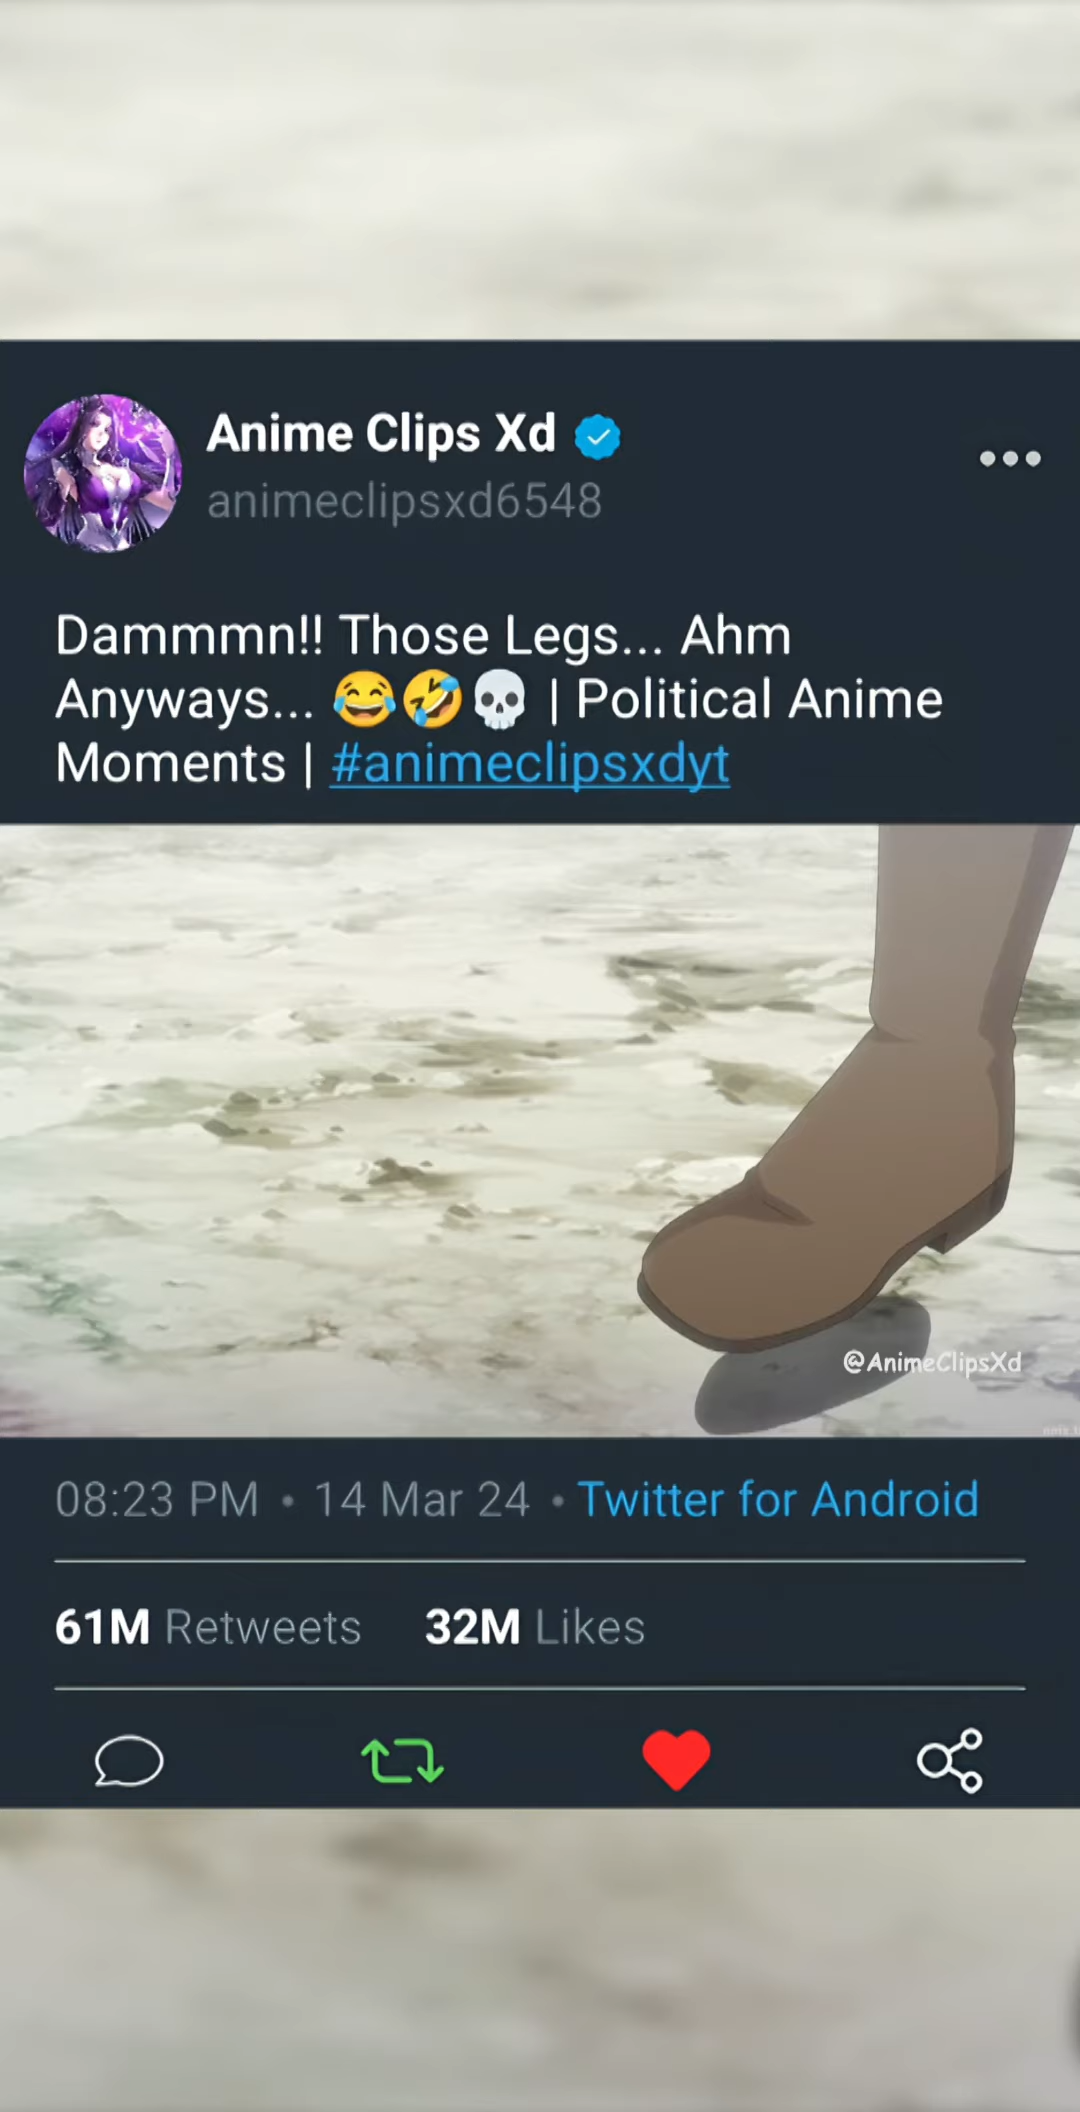 Anime Clips Xd
animeclipsxd6548
Dammmn!! Those Legs... Ahm
Anyways... 😂🤣💀 | Political Anime
Moments | #animeclipsxdyt
@AnimeClipsXd
08:23 PM • 14 Mar 24 • Twitter for Android
61M Retweets 32M Likes